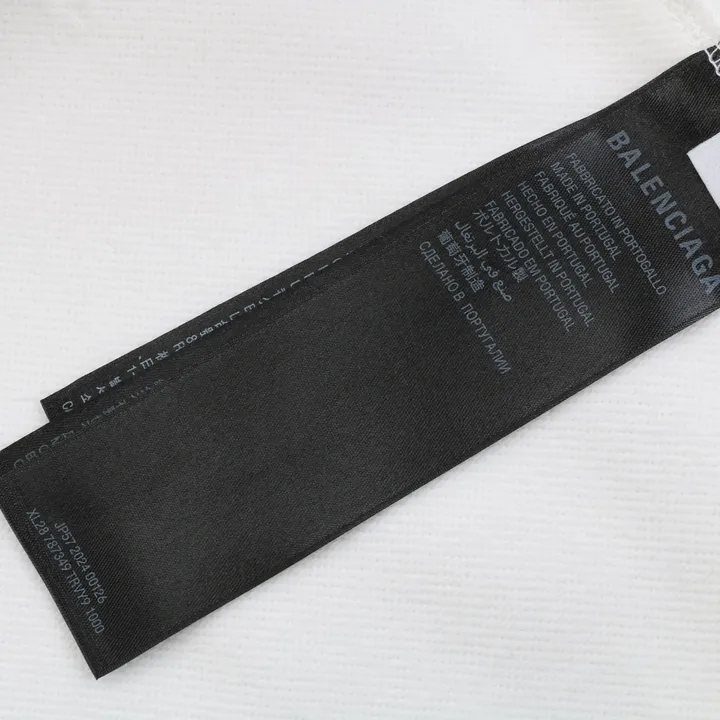 BALENCIAGA
FABBRICATO IN PORTOGALLO
MADE IN PORTUGAL
FABRIQUÉ AU PORTUGAL
HECHO EN PORTUGAL
HERGESTELLT IN PORTUGAL
FABRICADO EM PORTUGAL
ポルトガル製
صنع في البرتغال
葡萄牙制造
СДЕЛАНО В ПОРТУГАЛИИ
JP57 2024 00126
XL28 787349 TRVY9 1000